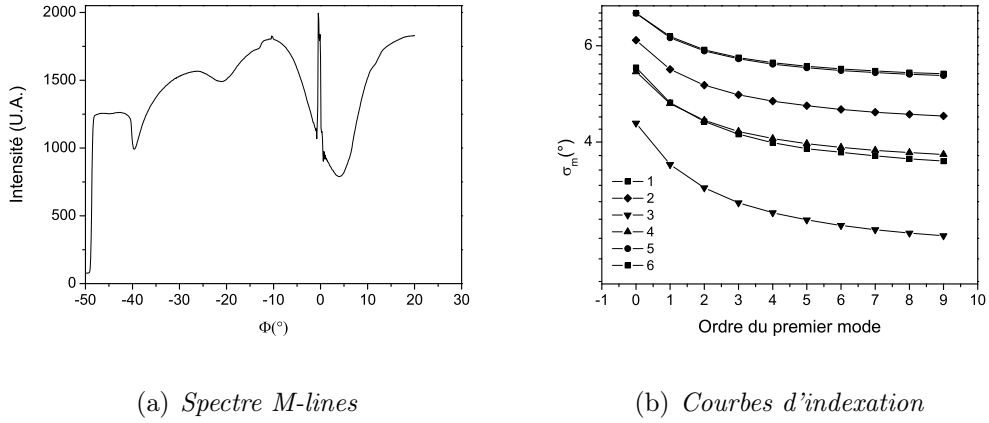 2000
1500
1000
500
0
-50 -40 -30 -20 -10 0 10 20 30
Intensité (U.A.)
Φ(°)
(a) Spectre M-lines
6
4
σm(°)
1
2
3
4
5
6
-1 0 1 2 3 4 5 6 7 8 9 10
Ordre du premier mode
(b) Courbes d'indexation